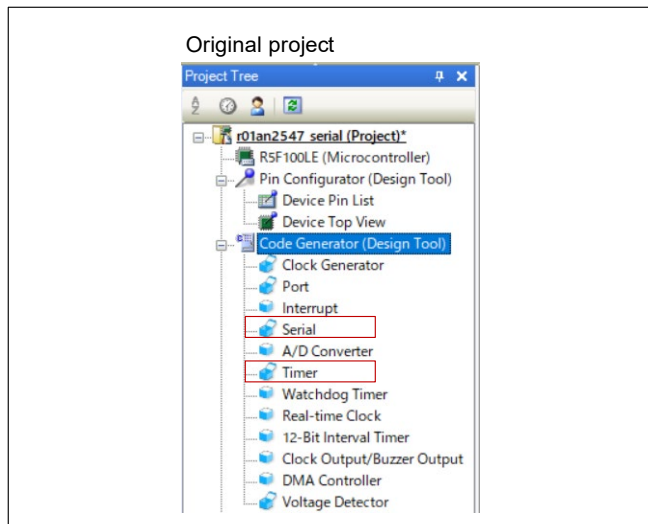 Original project
Project Tree
r01an2547_serial (Project)*
R5F100LE (Microcontroller)
Pin Configurator (Design Tool)
Device Pin List
Device Top View
Code Generator (Design Tool)
Clock Generator
Port
Interrupt
Serial
A/D Converter
Timer
Watchdog Timer
Real-time Clock
12-Bit Interval Timer
Clock Output/Buzzer Output
DMA Controller
Voltage Detector